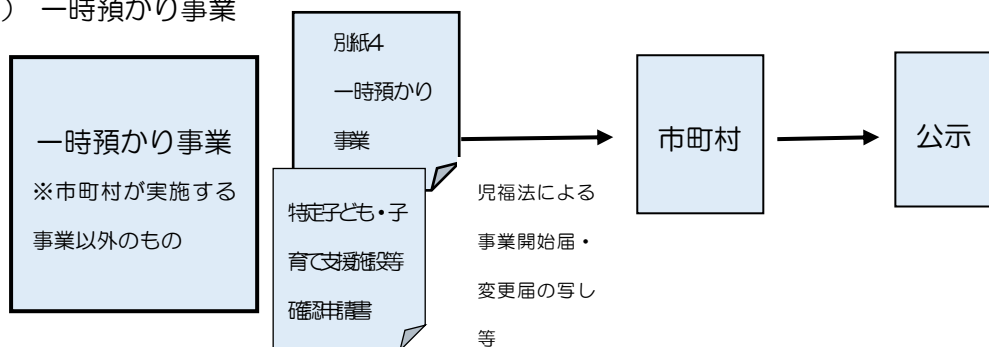 ） 一時預かり事業
一時預かり事業
※市町村が実施する
事業以外のもの
別紙4
一時預かり
事業
特定子ども・子
育て支援施設等
確認申請書
児福法による
事業開始届・
変更届の写し
等
市町村
公示